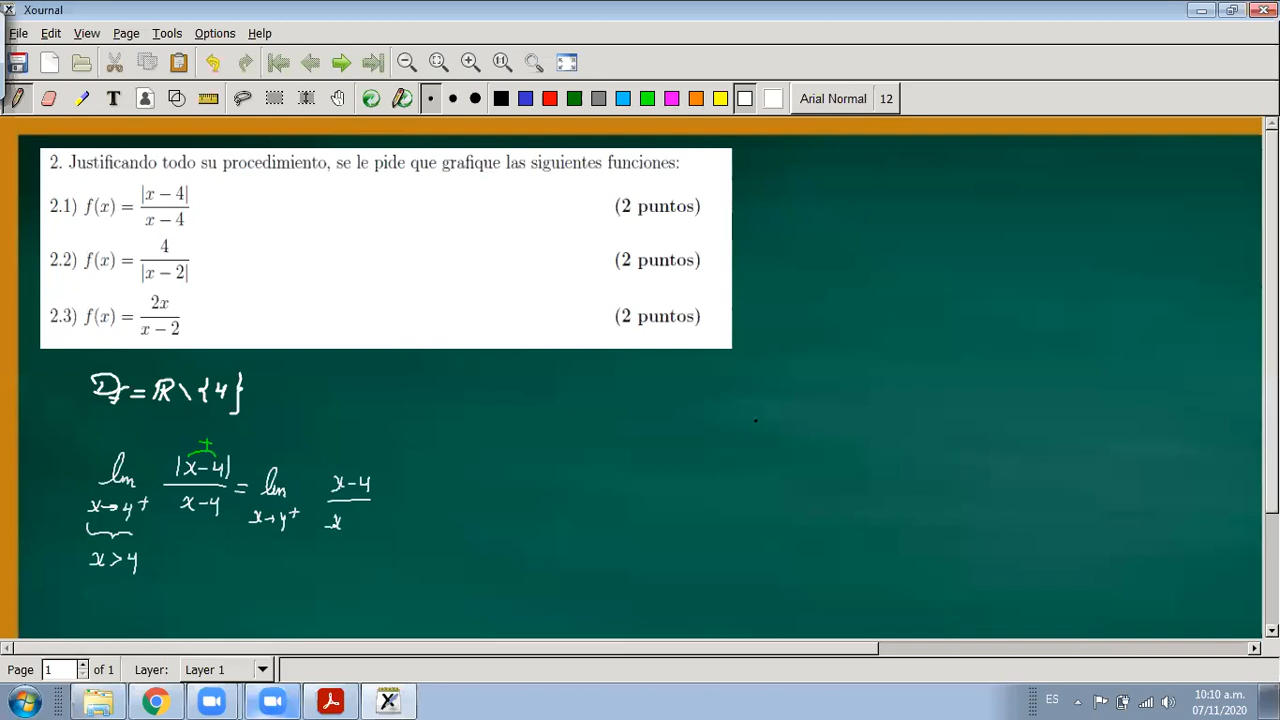 Xournal
File Edit View Page Tools Options Help
Arial Normal 12
2. Justificando todo su procedimiento, se le pide que grafique las siguientes funciones:
2.1) f(x) = |x − 4| / x − 4 (2 puntos)
2.2) f(x) = 4 / |x − 2| (2 puntos)
2.3) f(x) = 2x / x − 2 (2 puntos)
Df = ℝ \ {4}
+
lim x→4+ |x−4| / x−4 = lim x→4+ x−4 / x
x > 4
Page 1 of 1 Layer: Layer 1
ES 10:10 a.m.
07/11/2020